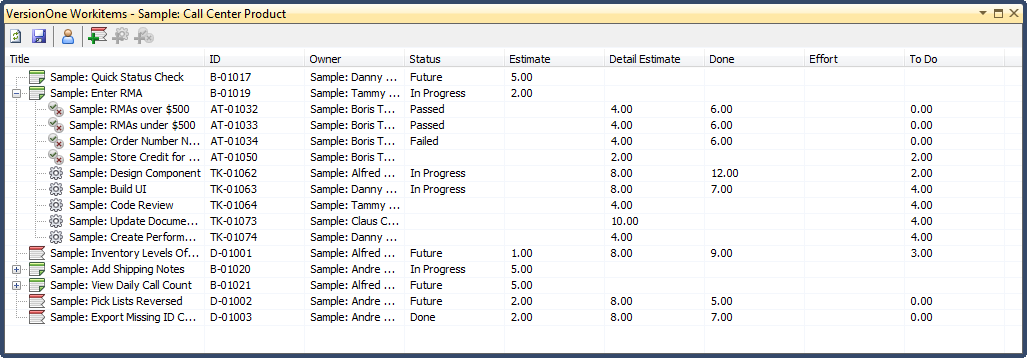 VersionOne Workitems - Sample: Call Center Product
Title ID Owner Status Estimate Detail Estimate Done Effort To Do
Sample: Quick Status Check B-01017 Sample: Danny ... Future 5.00
Sample: Enter RMA B-01019 Sample: Tammy ... In Progress 2.00
Sample: RMAs over $500 AT-01032 Sample: Boris T... Passed 4.00 6.00 0.00
Sample: RMAs under $500 AT-01033 Sample: Boris T... Passed 4.00 6.00 0.00
Sample: Order Number N... AT-01034 Sample: Boris T... Failed 4.00 6.00 0.00
Sample: Store Credit for ... AT-01050 Sample: Boris T... 2.00 2.00
Sample: Design Component TK-01062 Sample: Alfred ... In Progress 8.00 12.00 2.00
Sample: Build UI TK-01063 Sample: Danny ... In Progress 8.00 7.00 4.00
Sample: Code Review TK-01064 Sample: Tammy ... 4.00 4.00
Sample: Update Docume... TK-01073 Sample: Claus C... 10.00 4.00
Sample: Create Perform... TK-01074 Sample: Danny ... 4.00 4.00
Sample: Inventory Levels Of... D-01001 Sample: Alfred ... Future 1.00 8.00 9.00 3.00
Sample: Add Shipping Notes B-01020 Sample: Andre ... In Progress 5.00
Sample: View Daily Call Count B-01021 Sample: Alfred ... Future 5.00
Sample: Pick Lists Reversed D-01002 Sample: Andre ... Future 2.00 8.00 5.00 0.00
Sample: Export Missing ID C... D-01003 Sample: Andre ... Done 2.00 8.00 7.00 0.00